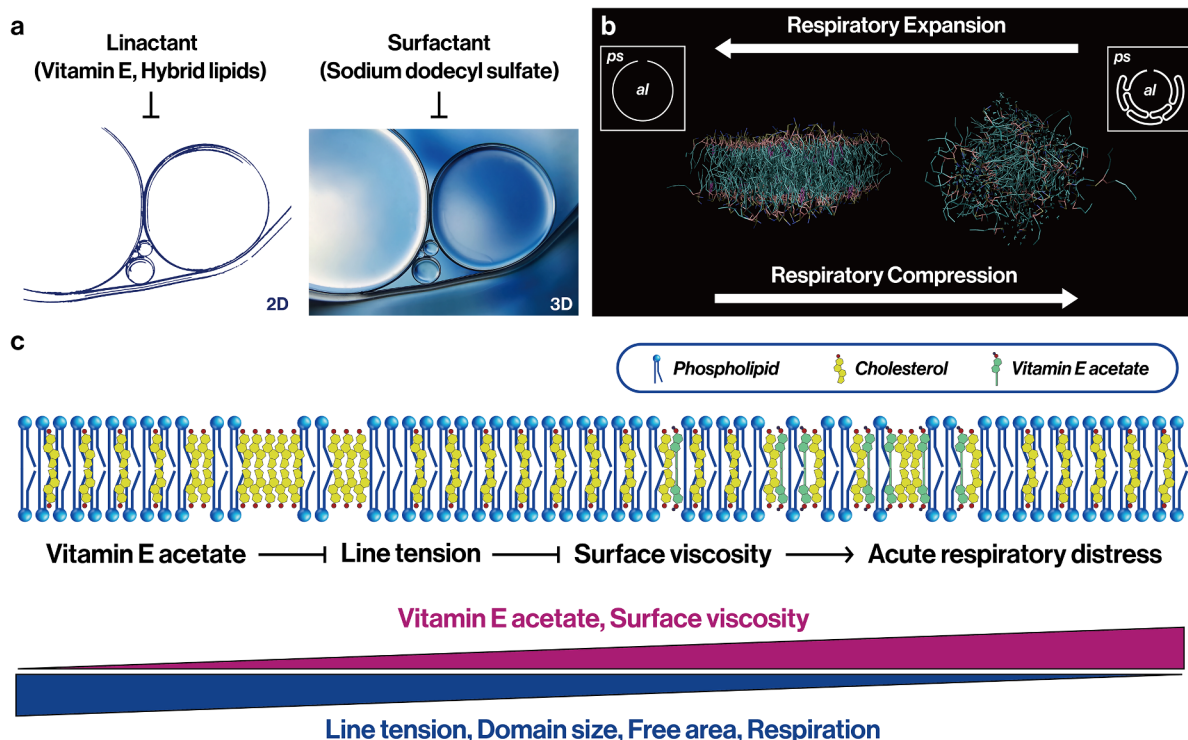 a
Linactant
(Vitamin E, Hybrid lipids)
2D
Surfactant
(Sodium dodecyl sulfate)
3D
b
Respiratory Expansion
ps
al
ps
al
Respiratory Compression
c
Phospholipid
Cholesterol
Vitamin E acetate
Vitamin E acetate
Line tension
Surface viscosity
Acute respiratory distress
Vitamin E acetate, Surface viscosity
Line tension, Domain size, Free area, Respiration